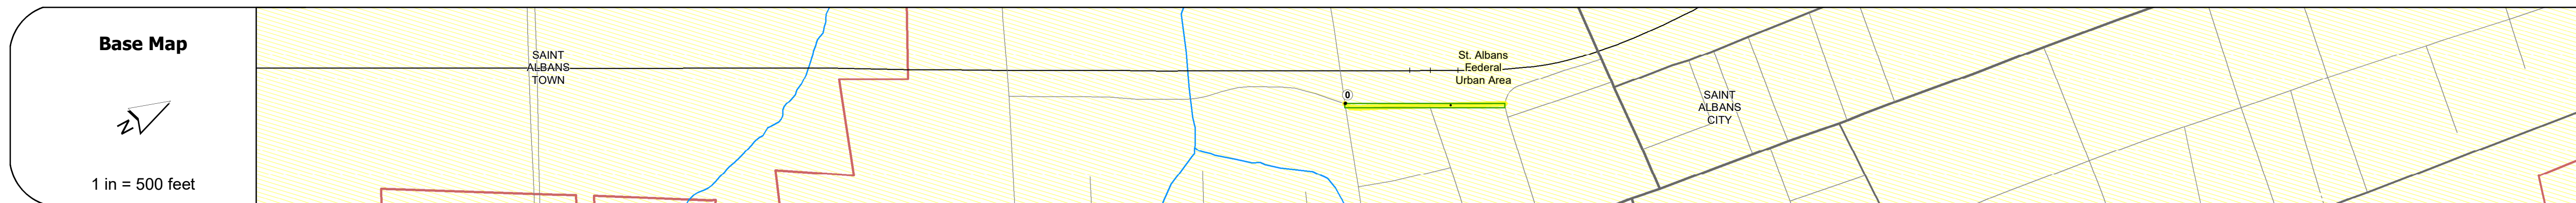 Base Map
N
1 in = 500 feet
SAINT
ALBANS
TOWN
0
St. Albans
Federal
Urban Area
SAINT
ALBANS
CITY